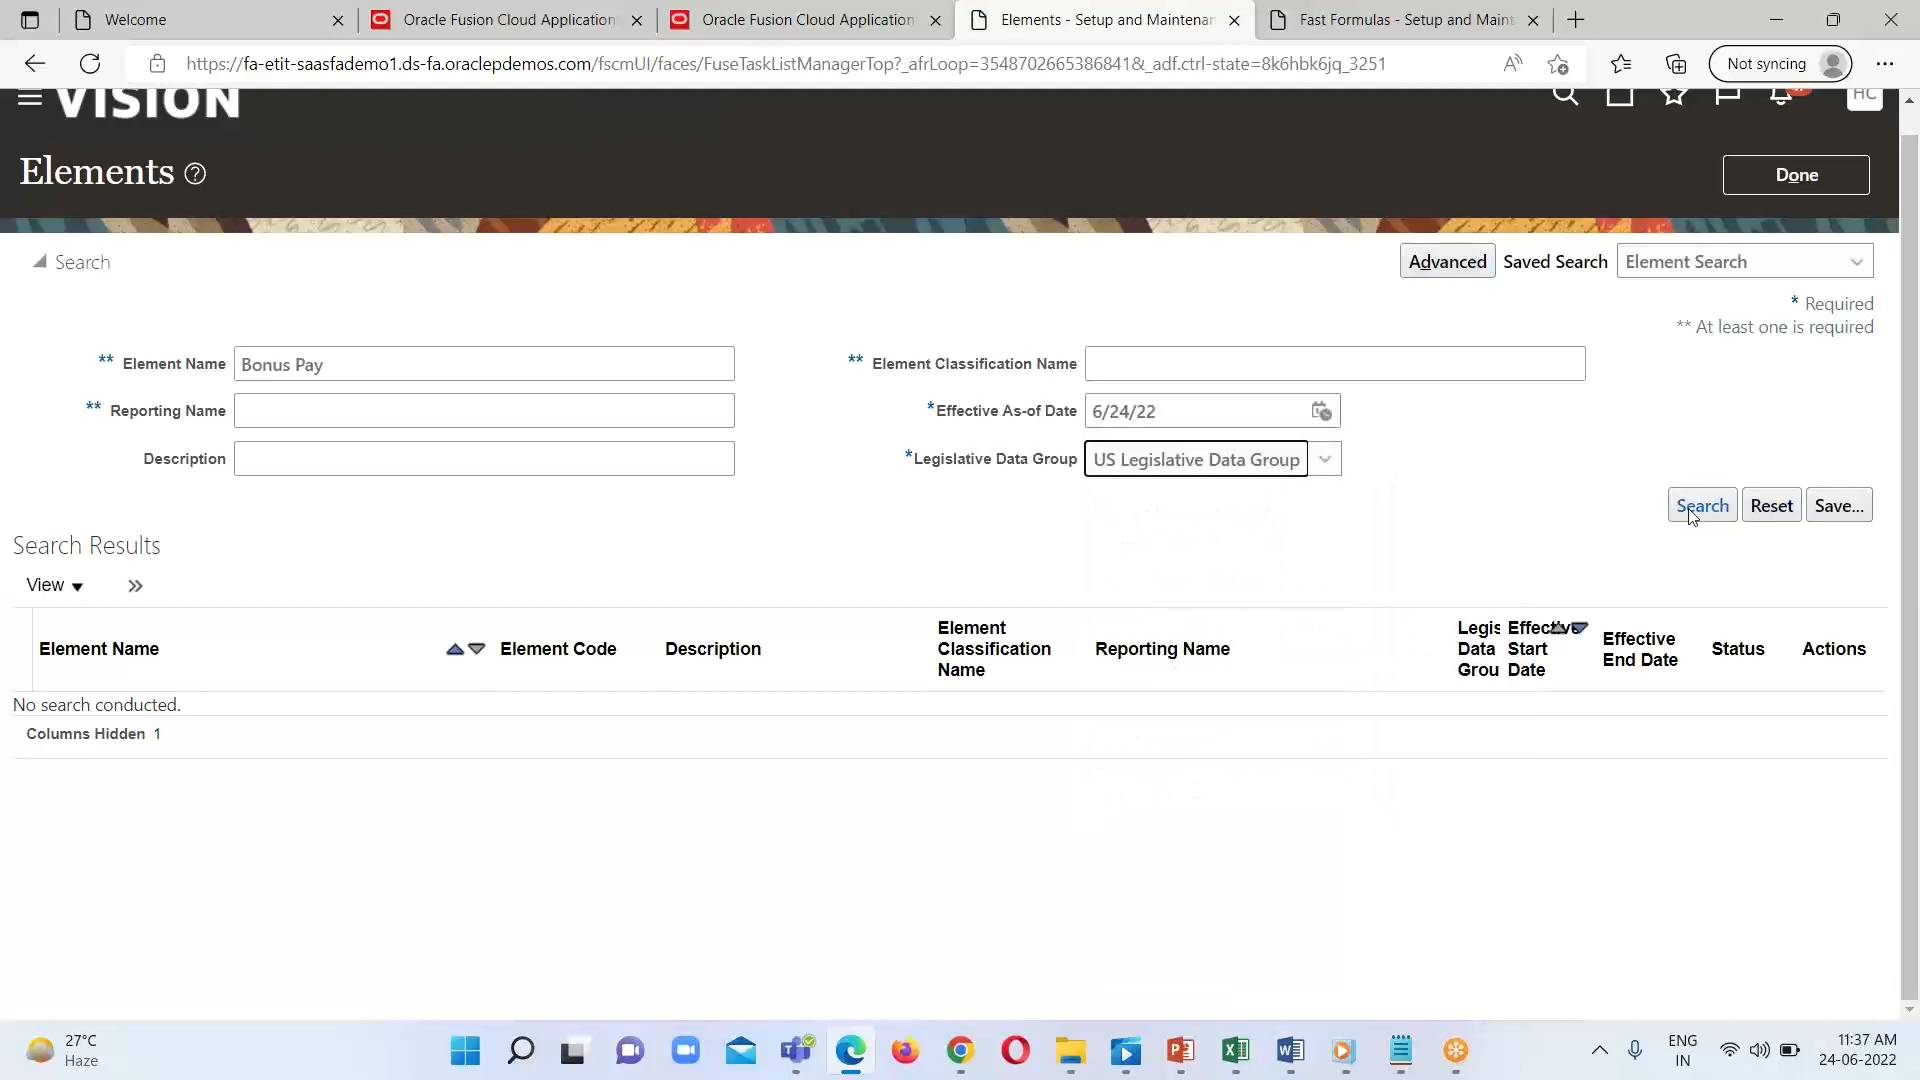 Welcome
Oracle Fusion Cloud Application
Oracle Fusion Cloud Application
Elements - Setup and Maintenan
Fast Formulas - Setup and Maint
https://fa-etit-saasfademo1.ds-fa.oraclepdemos.com/fscmUI/faces/FuseTaskListManagerTop?_afrLoop=3548702665386841&_adf.ctrl-state=8k6hbk6jq_3251
Not syncing
VISION
HC
Elements
Done
Search
Advanced Saved Search Element Search
* Required
** At least one is required
** Element Name Bonus Pay
** Element Classification Name
** Reporting Name
*Effective As-of Date 6/24/22
Description
*Legislative Data Group US Legislative Data Group
Search Reset Save...
Search Results
View
Element Name
Element Code
Description
Element Classification Name
Reporting Name
Legis Data Grou
Effective Start Date
Effective End Date
Status
Actions
No search conducted.
Columns Hidden 1
27°C
Haze
ENG
IN
11:37 AM
24-06-2022